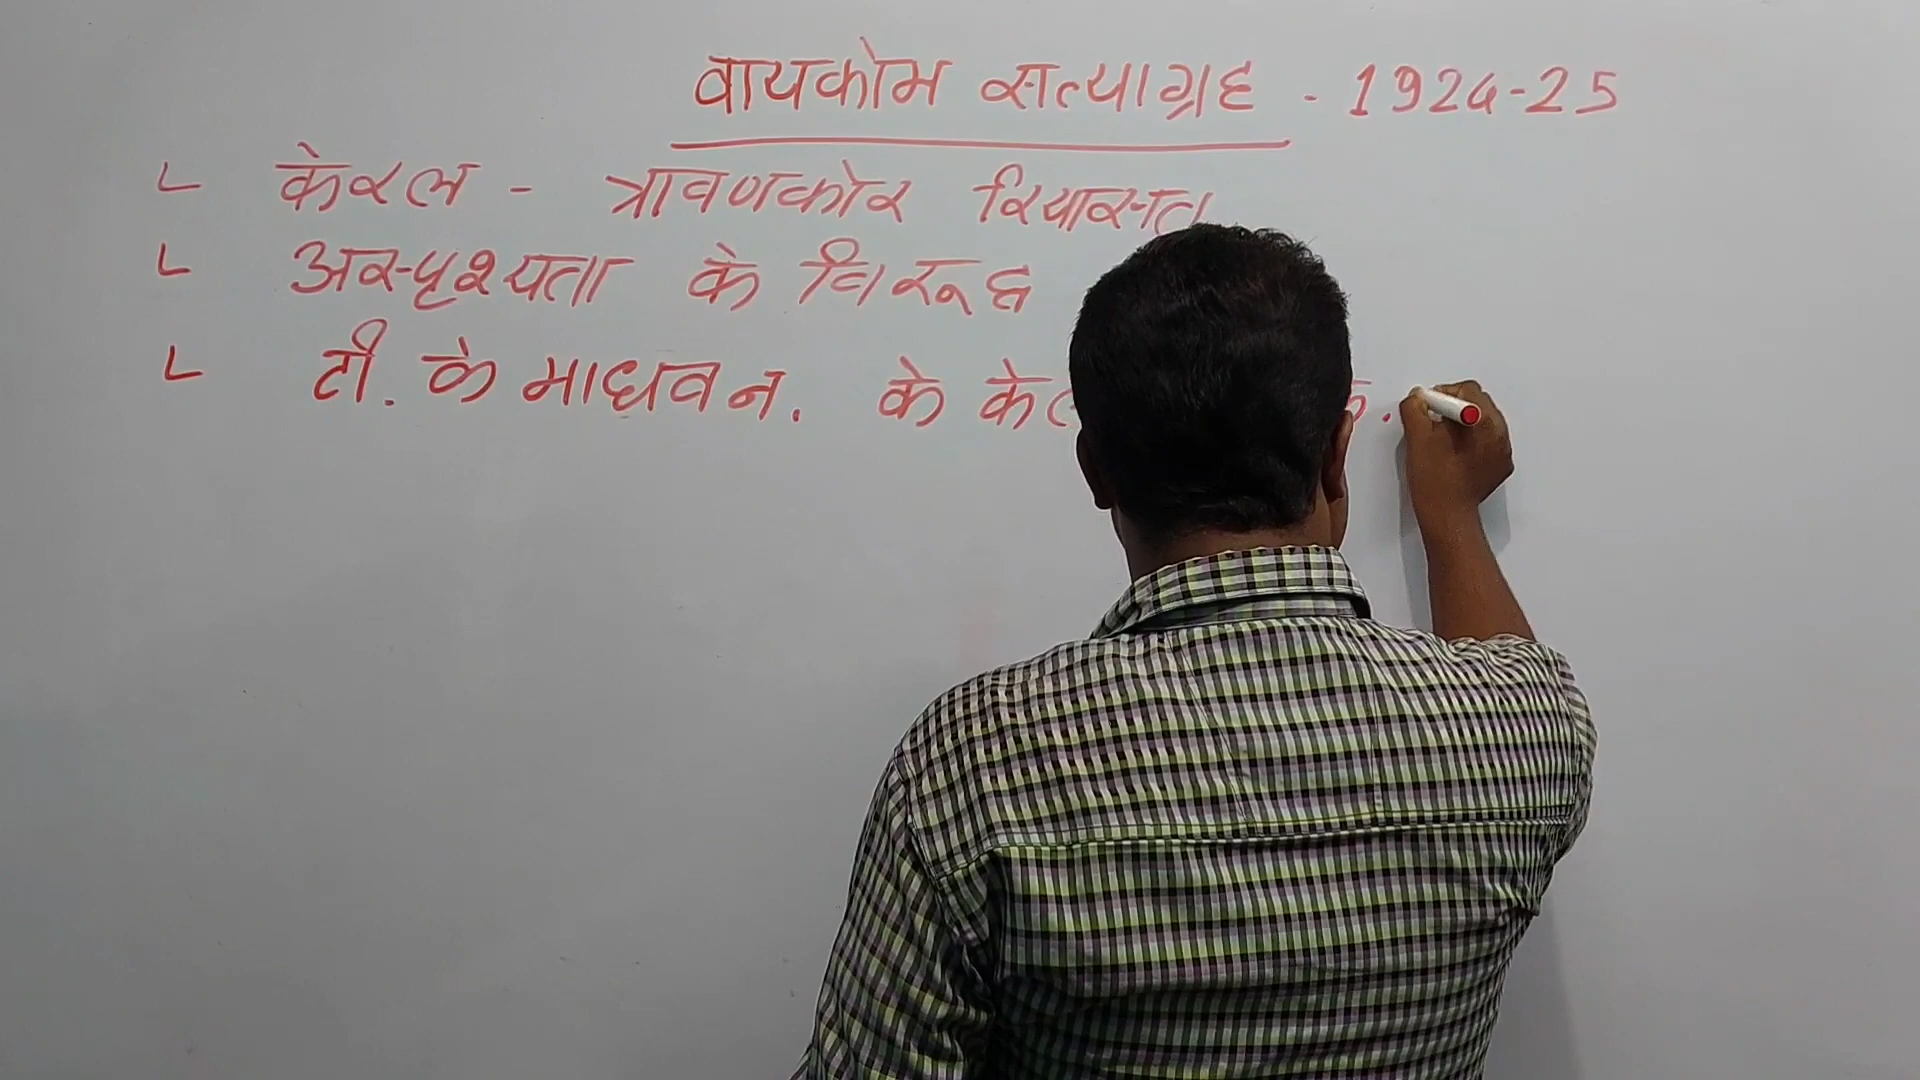 वायकोम सत्याग्रह - 1924-25
केरल - त्रावणकोर रियासत
अस्पृश्यता के विरूद्ध
टी. के माधवन. के